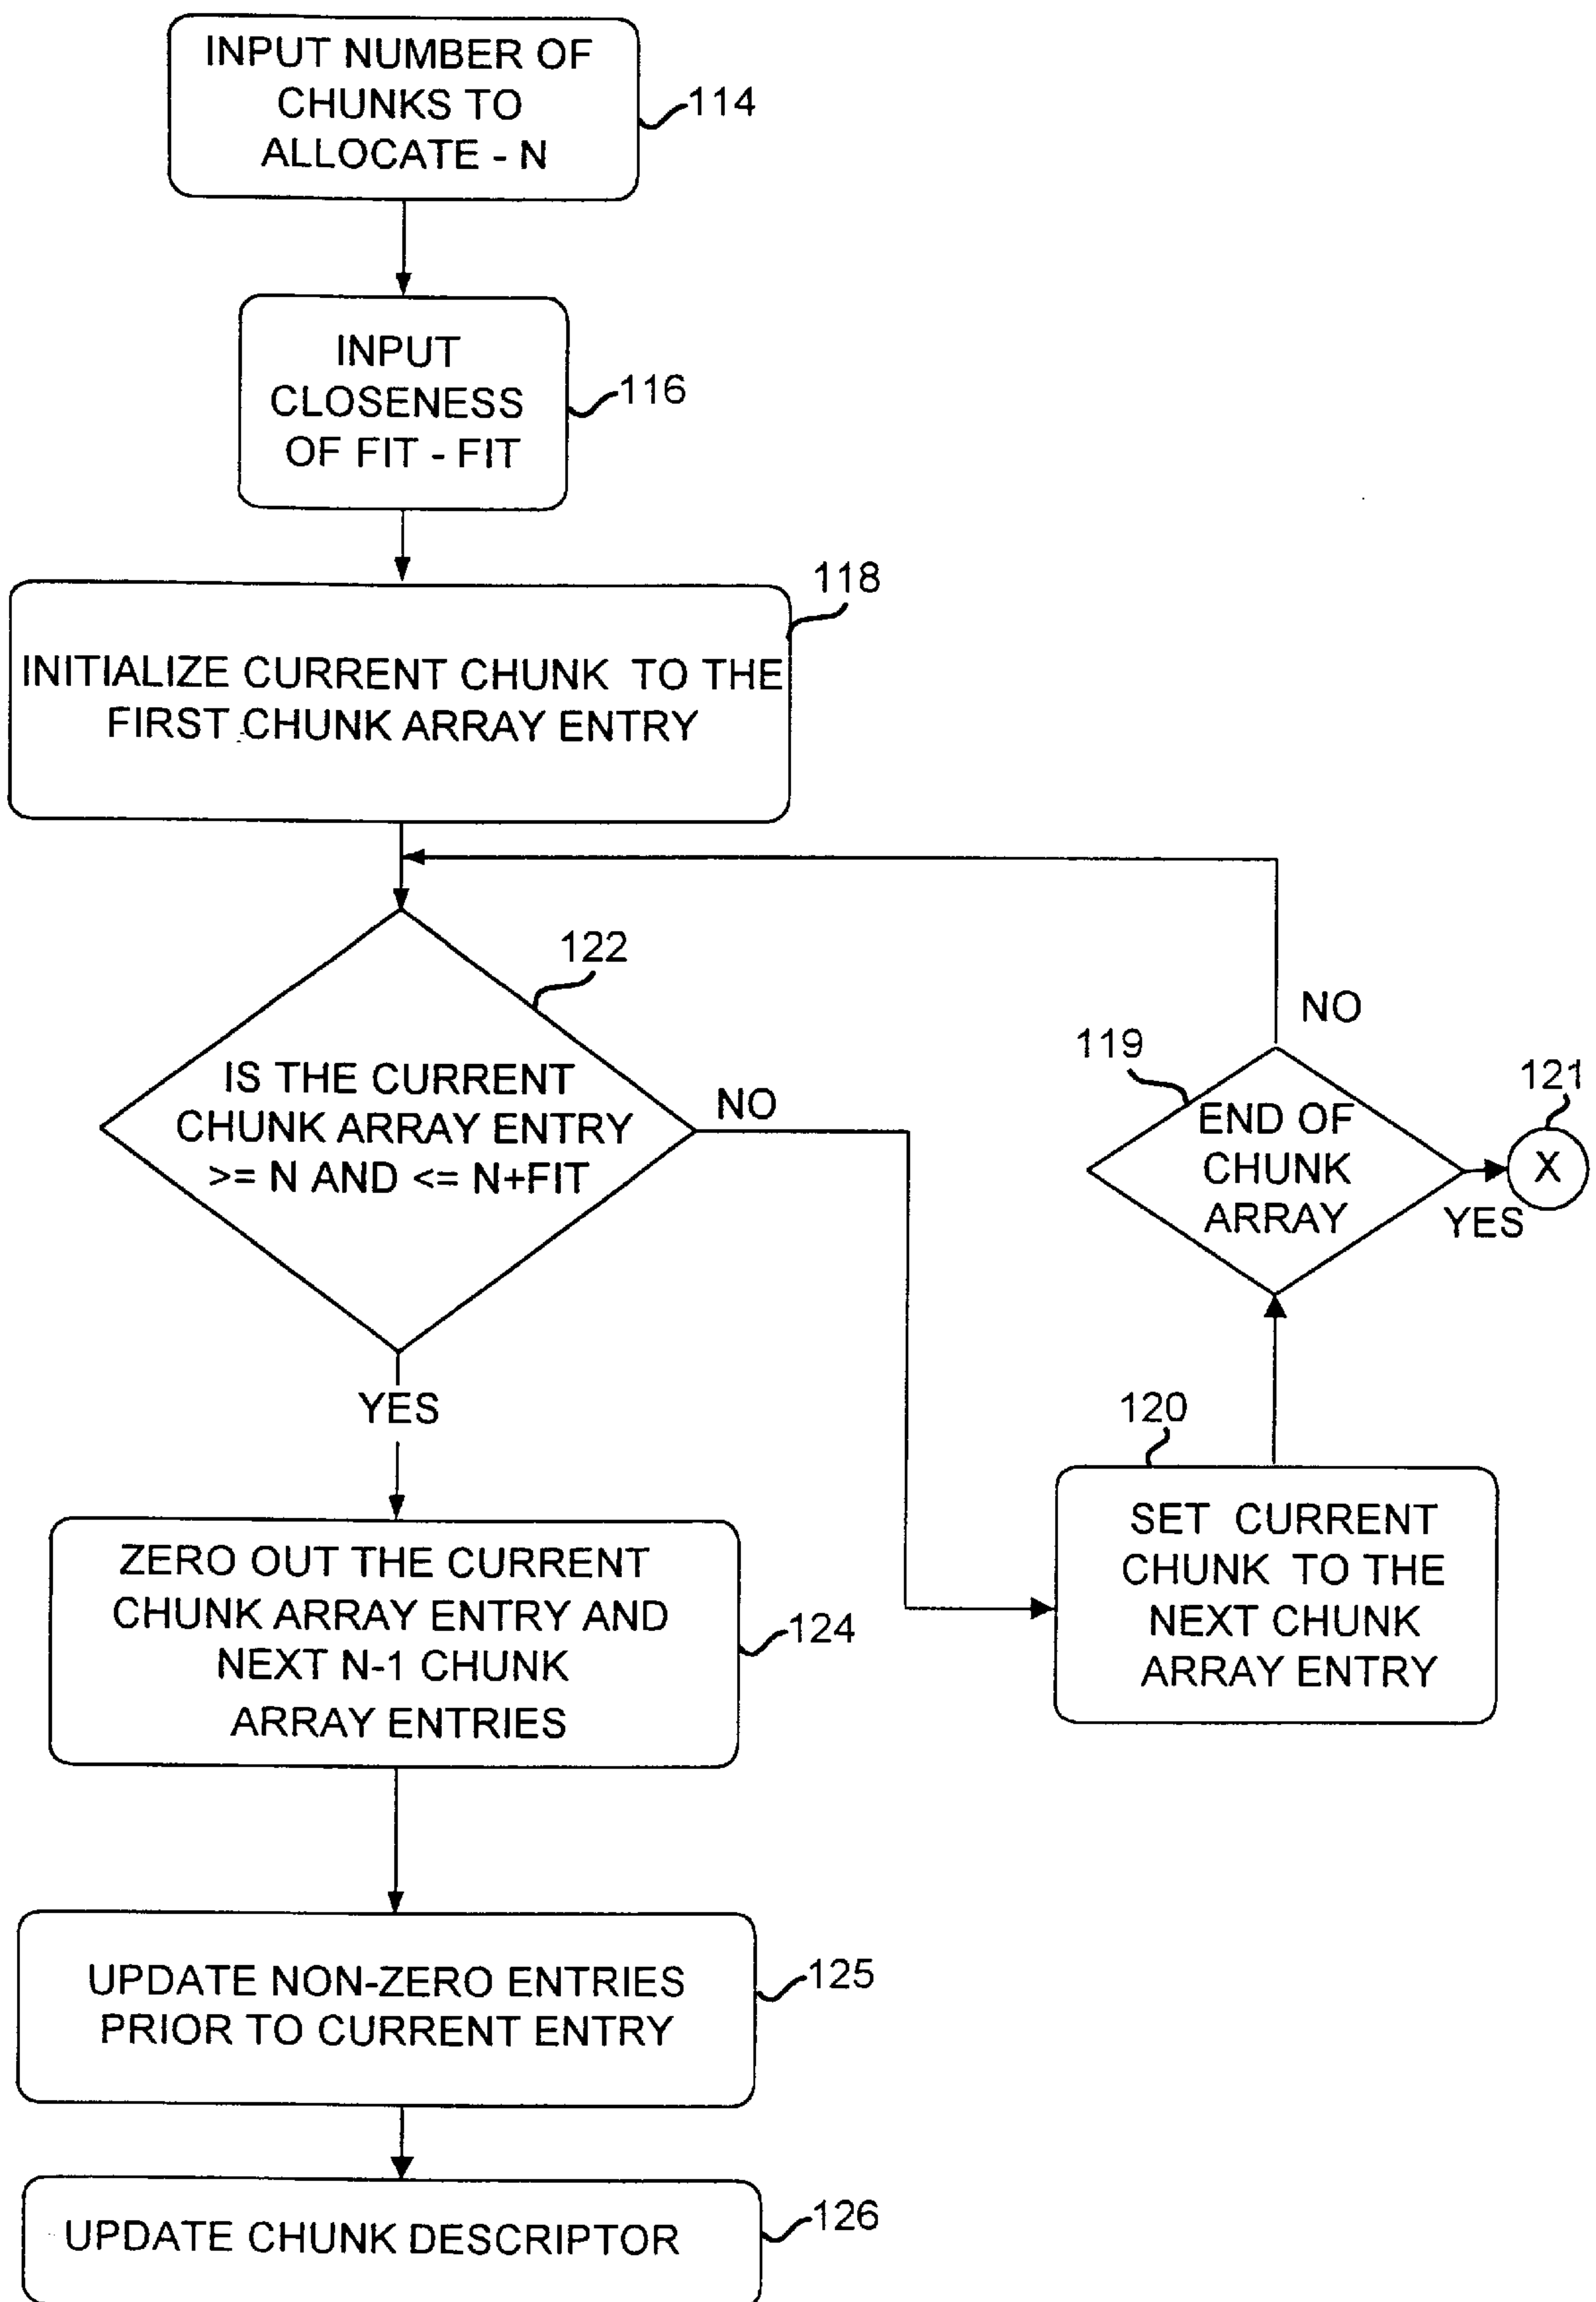 INPUT NUMBER OF
CHUNKS TO
ALLOCATE - N
114
INPUT
CLOSENESS
OF FIT - FIT
116
118
INITIALIZE CURRENT CHUNK TO THE
FIRST CHUNK ARRAY ENTRY
122
IS THE CURRENT
CHUNK ARRAY ENTRY
>= N AND <= N+FIT
NO
YES
NO
119
END OF
CHUNK
ARRAY
YES
121
X
120
SET CURRENT
CHUNK TO THE
NEXT CHUNK
ARRAY ENTRY
ZERO OUT THE CURRENT
CHUNK ARRAY ENTRY AND
NEXT N-1 CHUNK
ARRAY ENTRIES
124
UPDATE NON-ZERO ENTRIES
PRIOR TO CURRENT ENTRY
125
UPDATE CHUNK DESCRIPTOR
126